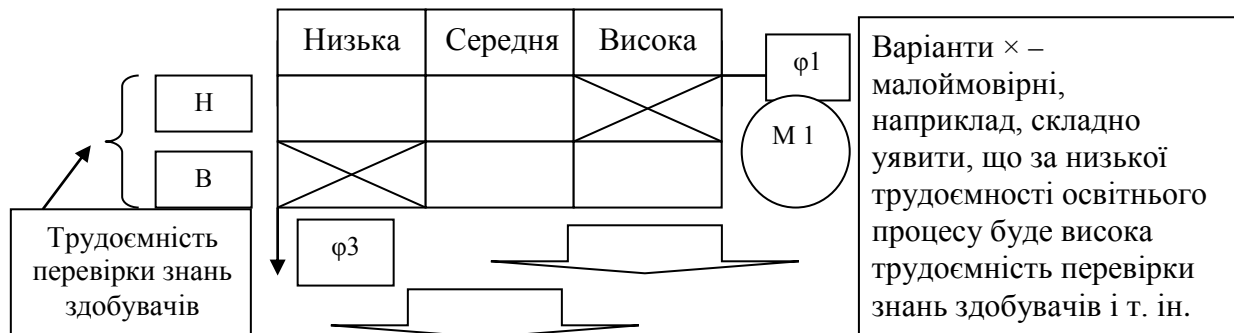 Низька Середня Висока
φ1
Н
М 1
В
φ3
Трудоємність
перевірки знань
здобувачів
Варіанти × –
малоймовірні,
наприклад, складно
уявити, що за низької
трудоємності освітнього
процесу буде висока
трудоємність перевірки
знань здобувачів і т. ін.